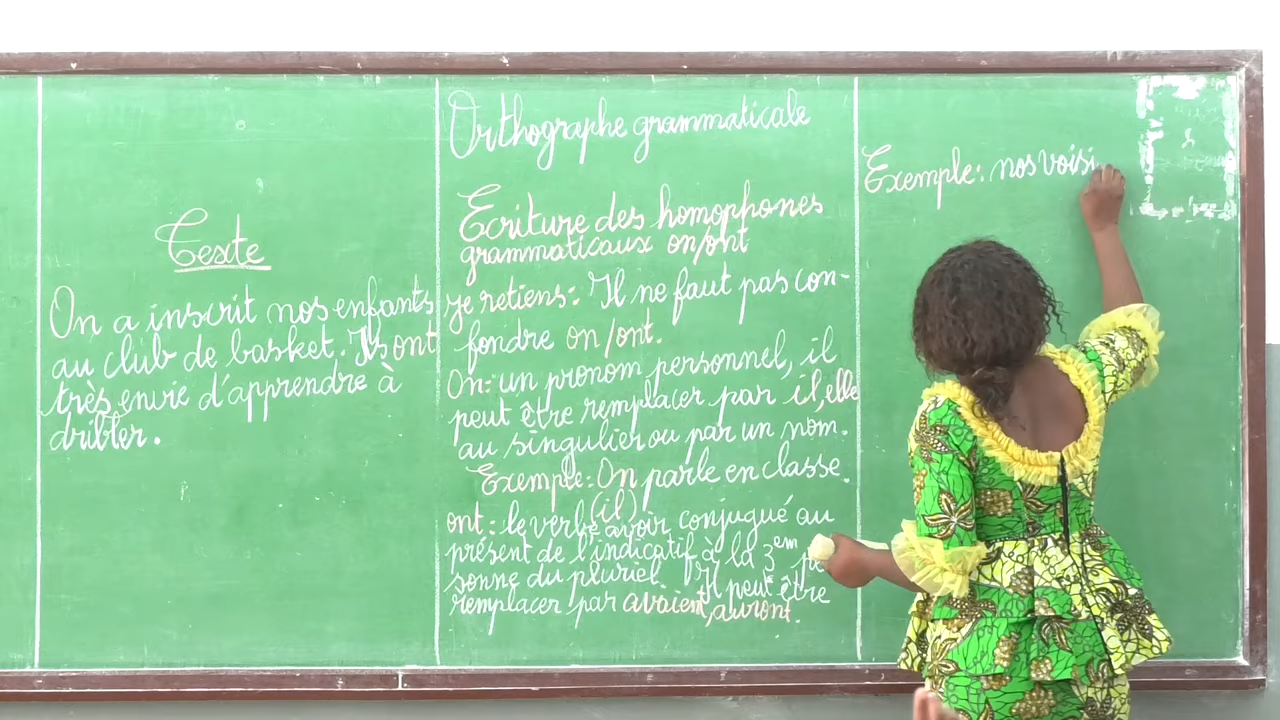 Texte
On a inscrit nos enfants
au club de basket. Ils ont
très envie d'apprendre à
dribler.
Orthographe grammaticale
Ecriture des homophones
grammaticaux on/ont
Je retiens: Il ne faut pas con-
fondre on/ont.
On: un pronom personnel, il
peut être remplacer par il, elle
au singulier ou par un nom.
Exemple: On parle en classe.
(il)
ont: le verbe avoir conjugué au
présent de l'indicatif à la 3em pe
sonne du pluriel. Il peut être
remplacer par avaient, auront.
Exemple: nos voisi